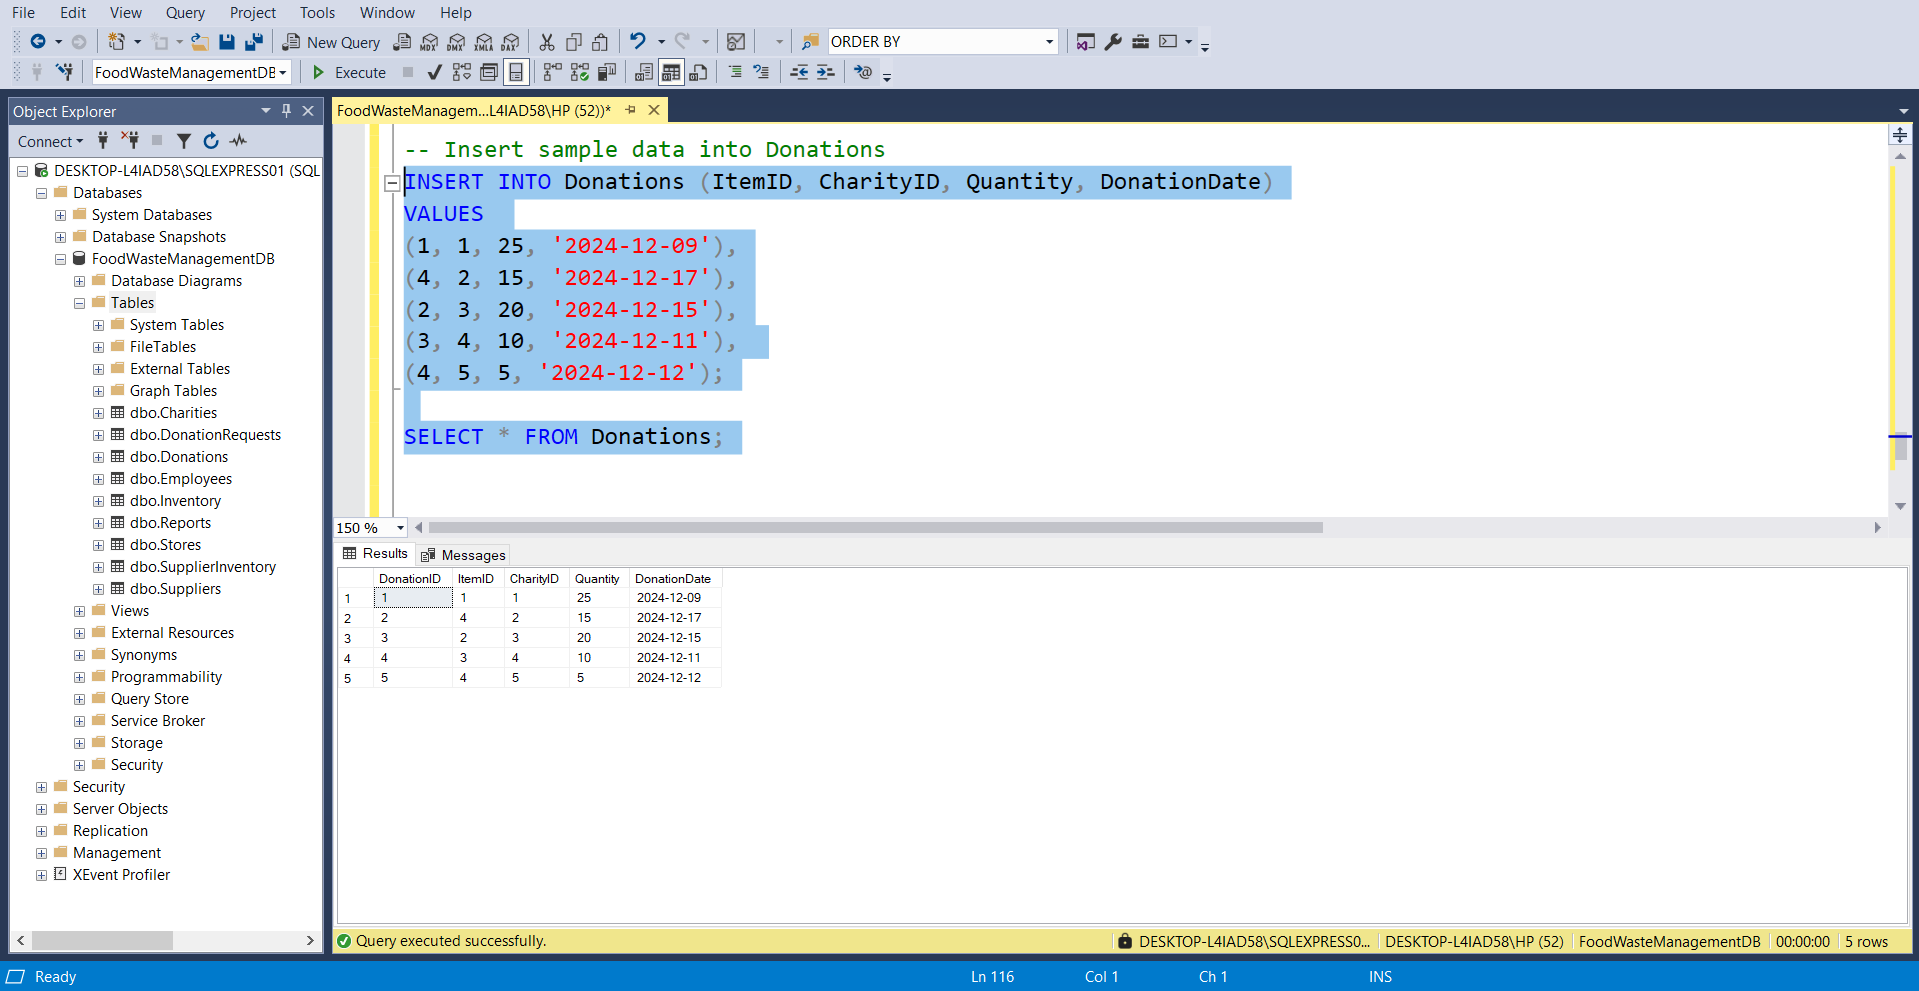 File Edit View Query Project Tools Window Help
New Query MDX DMX XMLA DAX ORDER BY
FoodWasteManagementDB Execute
Object Explorer
Connect
DESKTOP-L4IAD58\SQLEXPRESS01 (SQL
Databases
System Databases
Database Snapshots
FoodWasteManagementDB
Database Diagrams
Tables
System Tables
FileTables
External Tables
Graph Tables
dbo.Charities
dbo.DonationRequests
dbo.Donations
dbo.Employees
dbo.Inventory
dbo.Reports
dbo.Stores
dbo.SupplierInventory
dbo.Suppliers
Views
External Resources
Synonyms
Programmability
Query Store
Service Broker
Storage
Security
Security
Server Objects
Replication
Management
XEvent Profiler
FoodWasteManagem...L4IAD58\HP (52))*
-- Insert sample data into Donations
INSERT INTO Donations (ItemID, CharityID, Quantity, DonationDate)
VALUES
(1, 1, 25, '2024-12-09'),
(4, 2, 15, '2024-12-17'),
(2, 3, 20, '2024-12-15'),
(3, 4, 10, '2024-12-11'),
(4, 5, 5, '2024-12-12');
SELECT * FROM Donations;
150 %
Results Messages
DonationID ItemID CharityID Quantity DonationDate
1 1 1 1 25 2024-12-09
2 2 4 2 15 2024-12-17
3 3 2 3 20 2024-12-15
4 4 3 4 10 2024-12-11
5 5 4 5 5 2024-12-12
Query executed successfully. DESKTOP-L4IAD58\SQLEXPRESS0... DESKTOP-L4IAD58\HP (52) FoodWasteManagementDB 00:00:00 5 rows
Ready Ln 116 Col 1 Ch 1 INS